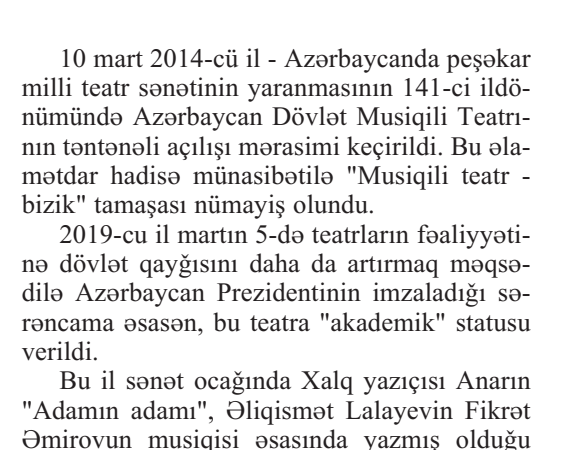 10 mart 2014-cü il - Azərbaycanda peşəkar
milli teatr sənətinin yaranmasının 141-ci ildö-
nümündə Azərbaycan Dövlət Musiqili Teatrı-
nın təntənəli açılışı mərasimi keçirildi. Bu əla-
mətdar hadisə münasibətilə "Musiqili teatr -
bizik" tamaşası nümayiş olundu.
2019-cu il martın 5-də teatrların fəaliyyəti-
nə dövlət qayğısını daha da artırmaq məqsə-
dilə Azərbaycan Prezidentinin imzaladığı sə-
rəncama əsasən, bu teatra "akademik" statusu
verildi.
Bu il sənət ocağında Xalq yazıçısı Anarın
"Adamın adamı", Əliqismət Lalayevin Fikrət
Əmirovun musiqisi əsasında yazmış olduğu